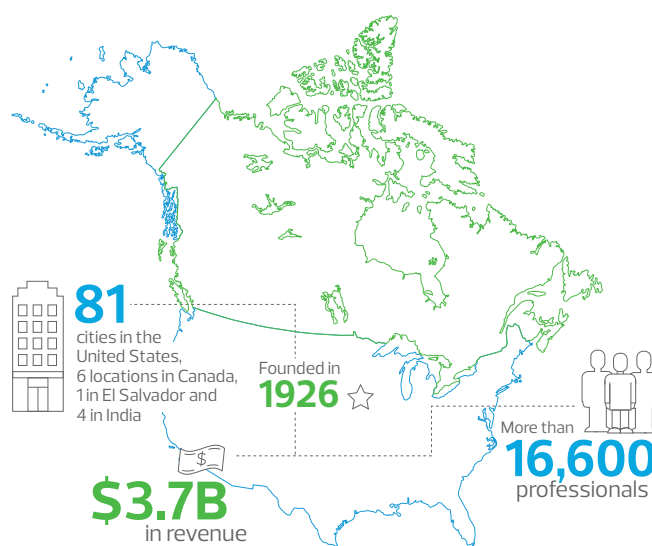 81
cities in the
United States,
6 locations in Canada,
1 in El Salvador and
4 in India
Founded in
1926
More than
16,600
professionals
$
$3.7B
in revenue